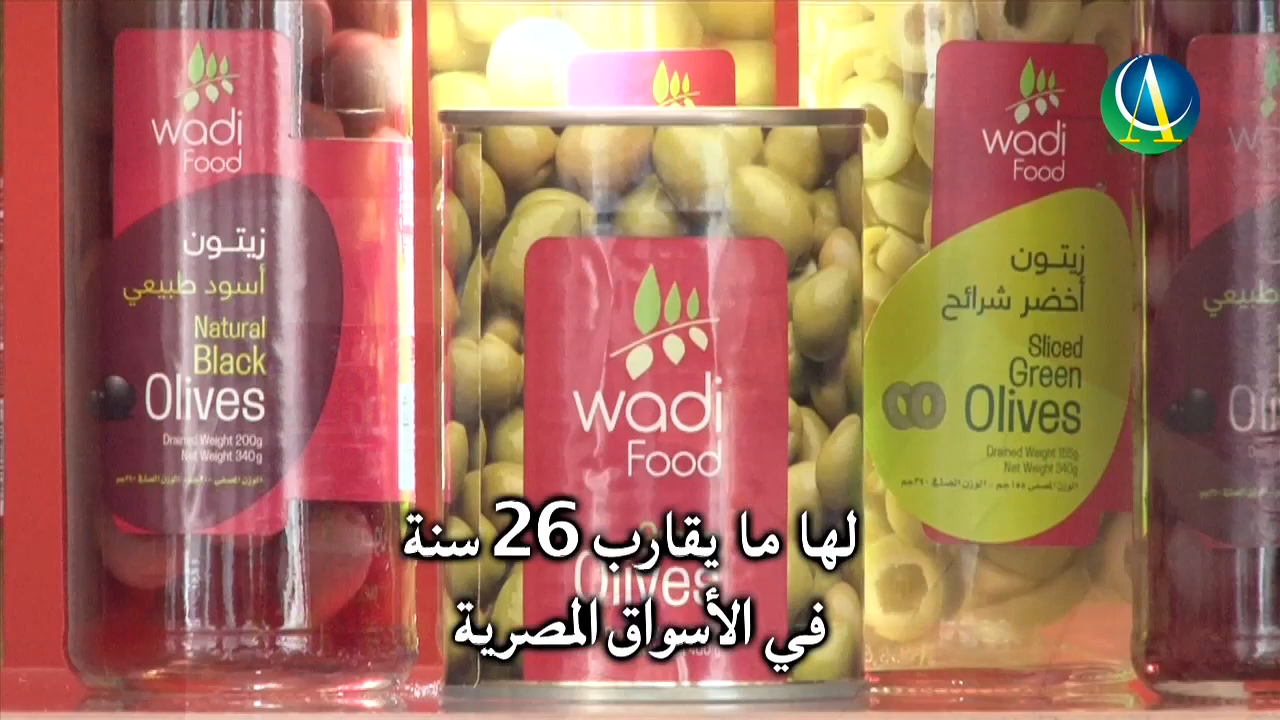 wadi
Food
زيتون
أسود طبيعي
Natural
Black
Olives
Drained Weight 200g
Net Weight 340g
wadi
Food
Olives
wadi
Food
زيتون
أخضر شرائح
Sliced
Green
Olives
Drained Weight 155g
Net Weight 340g
طبيعي
لها ما يقارب 26 سنة
في الأسواق المصرية